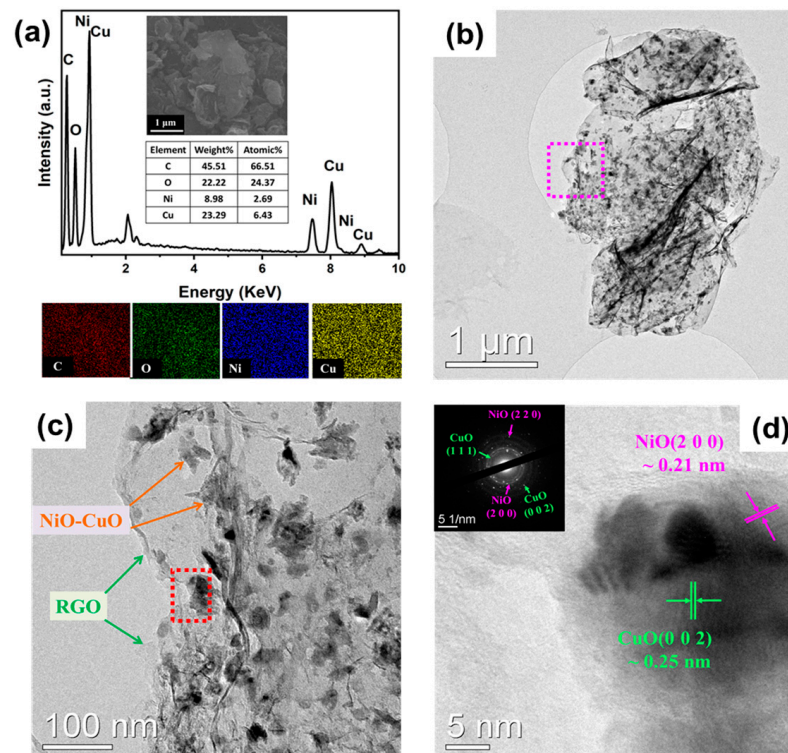 (a)
Ni
Cu
C
O
Intensity (a.u.)
1 μm
Element Weight% Atomic%
C 45.51 66.51
O 22.22 24.37
Ni 8.98 2.69
Cu 23.29 6.43
Ni
Cu
Ni
Cu
2 4 6 8 10
Energy (KeV)
C O Ni Cu
(b)
1 μm
(c)
NiO-CuO
RGO
100 nm
(d)
NiO (2 2 0)
CuO
(1 1 1)
NiO
(2 0 0)
CuO
(0 0 2)
5 1/nm
NiO(2 0 0)
~ 0.21 nm
CuO(0 0 2)
~ 0.25 nm
5 nm